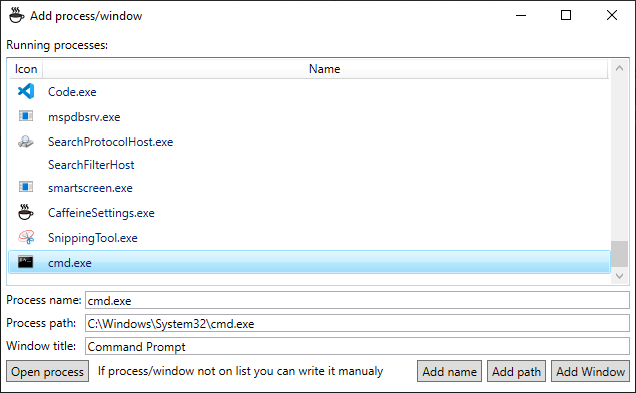 Add process/window
Running processes:
Icon Name
Code.exe
mspdbsrv.exe
SearchProtocolHost.exe
SearchFilterHost
smartscreen.exe
CaffeineSettings.exe
SnippingTool.exe
cmd.exe
Process name: cmd.exe
Process path: C:\Windows\System32\cmd.exe
Window title: Command Prompt
Open process If process/window not on list you can write it manualy Add name Add path Add Window